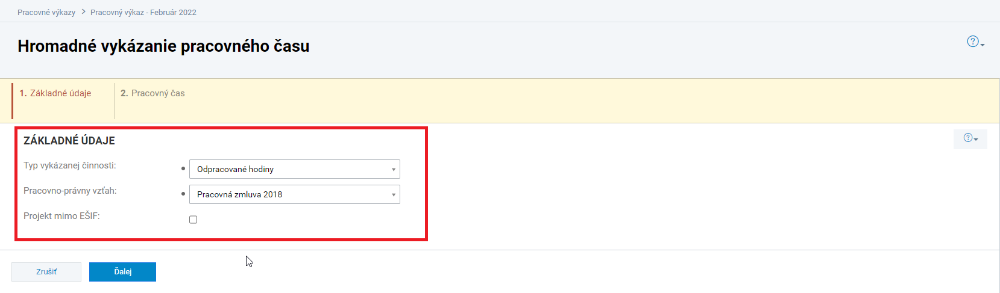 Pracovné výkazy > Pracovný výkaz - Február 2022
Hromadné vykázanie pracovného času
1. Základné údaje
2. Pracovný čas
ZÁKLADNÉ ÚDAJE
Typ vykázanej činnosti: Odpracované hodiny
Pracovno-právny vzťah: Pracovná zmluva 2018
Projekt mimo EŠIF:
Zrušiť
Ďalej